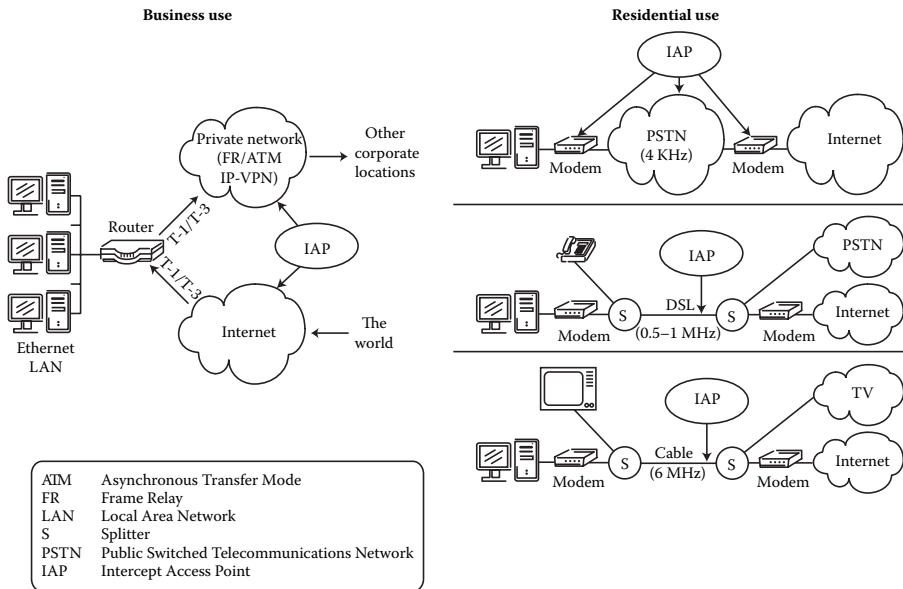 Business use
Private network
(FR/ATM
IP-VPN)
Other
corporate
locations
Router
T-1/T-3
IAP
T-1/T-3
Internet
The
world
Ethernet
LAN
ATM Asynchronous Transfer Mode
FR Frame Relay
LAN Local Area Network
S Splitter
PSTN Public Switched Telecommunications Network
IAP Intercept Access Point
Residential use
IAP
PSTN
(4 KHz)
Internet
Modem
Modem
IAP
PSTN
DSL
S
S
Internet
Modem
(0.5–1 MHz)
Modem
IAP
TV
Cable
S
S
Internet
Modem
(6 MHz)
Modem